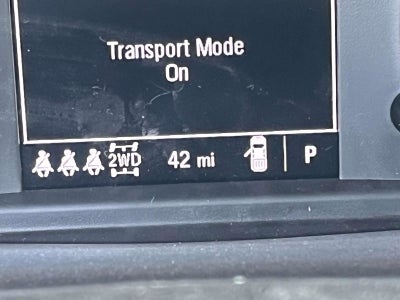 Transport Mode
On
2WD 42 mi P